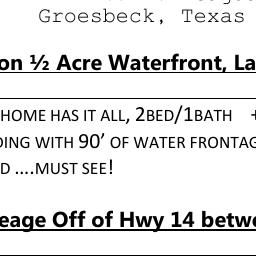 Groesbeck, Texas
on ½ Acre Waterfront, La
HOME HAS IT ALL, 2BED/1BATH +
DING WITH 90’ OF WATER FRONTAG
D ....MUST SEE!
eage Off of Hwy 14 betwe